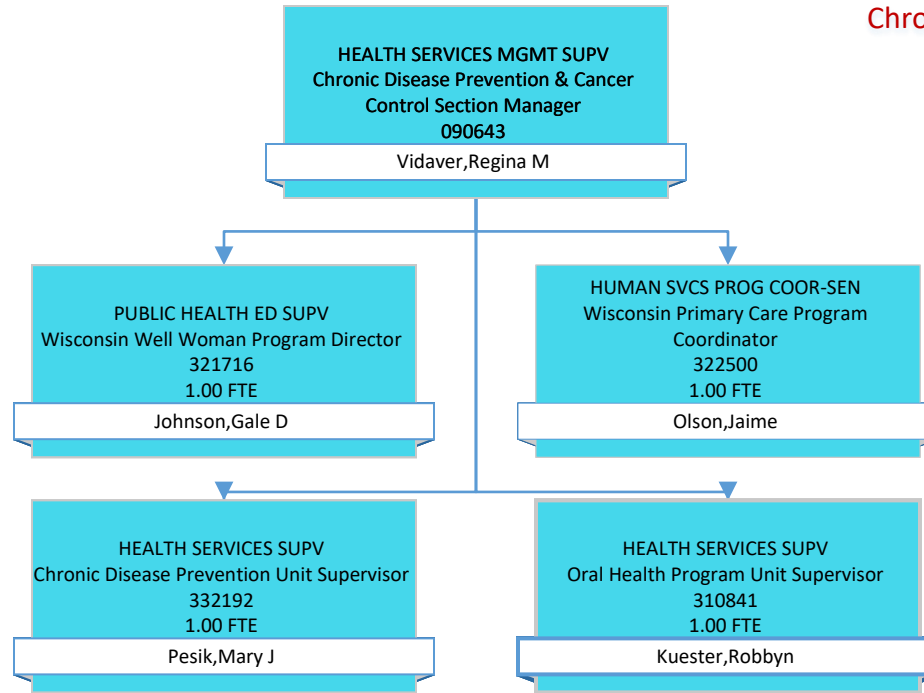 Chro
HEALTH SERVICES MGMT SUPV
Chronic Disease Prevention & Cancer
Control Section Manager
090643
Vidaver,Regina M
PUBLIC HEALTH ED SUPV
Wisconsin Well Woman Program Director
321716
1.00 FTE
Johnson,Gale D
HUMAN SVCS PROG COOR-SEN
Wisconsin Primary Care Program
Coordinator
322500
1.00 FTE
Olson,Jaime
HEALTH SERVICES SUPV
Chronic Disease Prevention Unit Supervisor
332192
1.00 FTE
Pesik,Mary J
HEALTH SERVICES SUPV
Oral Health Program Unit Supervisor
310841
1.00 FTE
Kuester,Robbyn